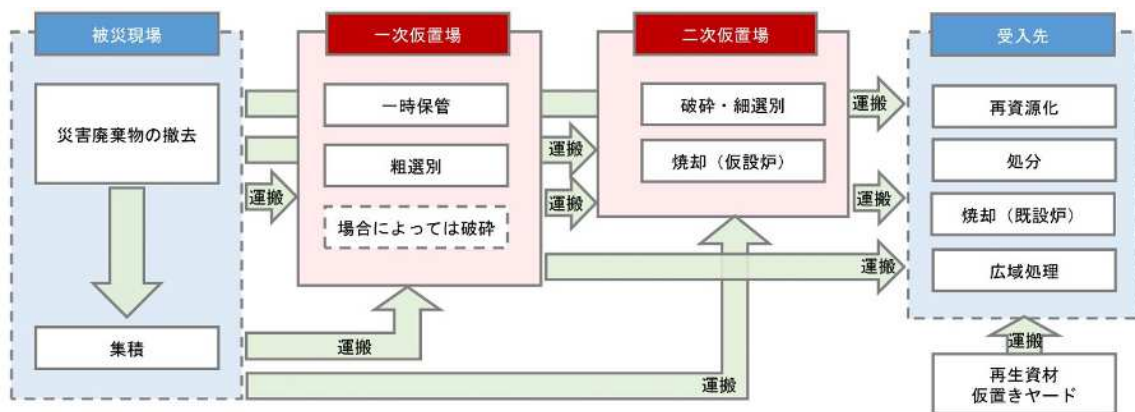 被災現場
災害廃棄物の撤去
集積
運搬
運搬
運搬
一次仮置場
一時保管
粗選別
場合によっては破砕
運搬
運搬
運搬
二次仮置場
破砕・細選別
焼却（仮設炉）
運搬
運搬
受入先
再資源化
処分
焼却（既設炉）
広域処理
運搬
再生資材
仮置きヤード